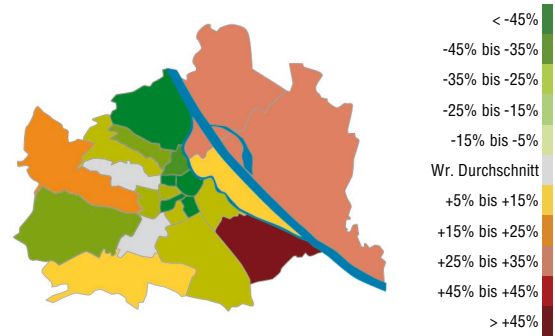 < -45%
-45% bis -35%
-35% bis -25%
-25% bis -15%
-15% bis -5%
Wr. Durchschnitt
+5% bis +15%
+15% bis +25%
+25% bis +35%
+45% bis +45%
> +45%